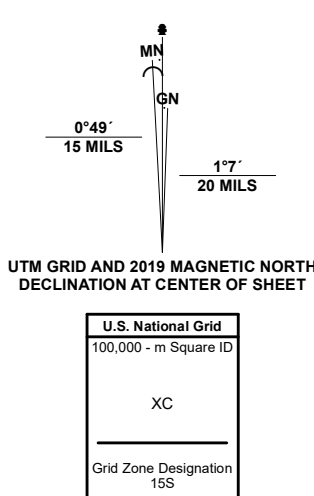 MN
GN
0°49´
15 MILS
1°7´
20 MILS
UTM GRID AND 2019 MAGNETIC NORTH
DECLINATION AT CENTER OF SHEET
U.S. National Grid
100,000 - m Square ID
XC
Grid Zone Designation
15S